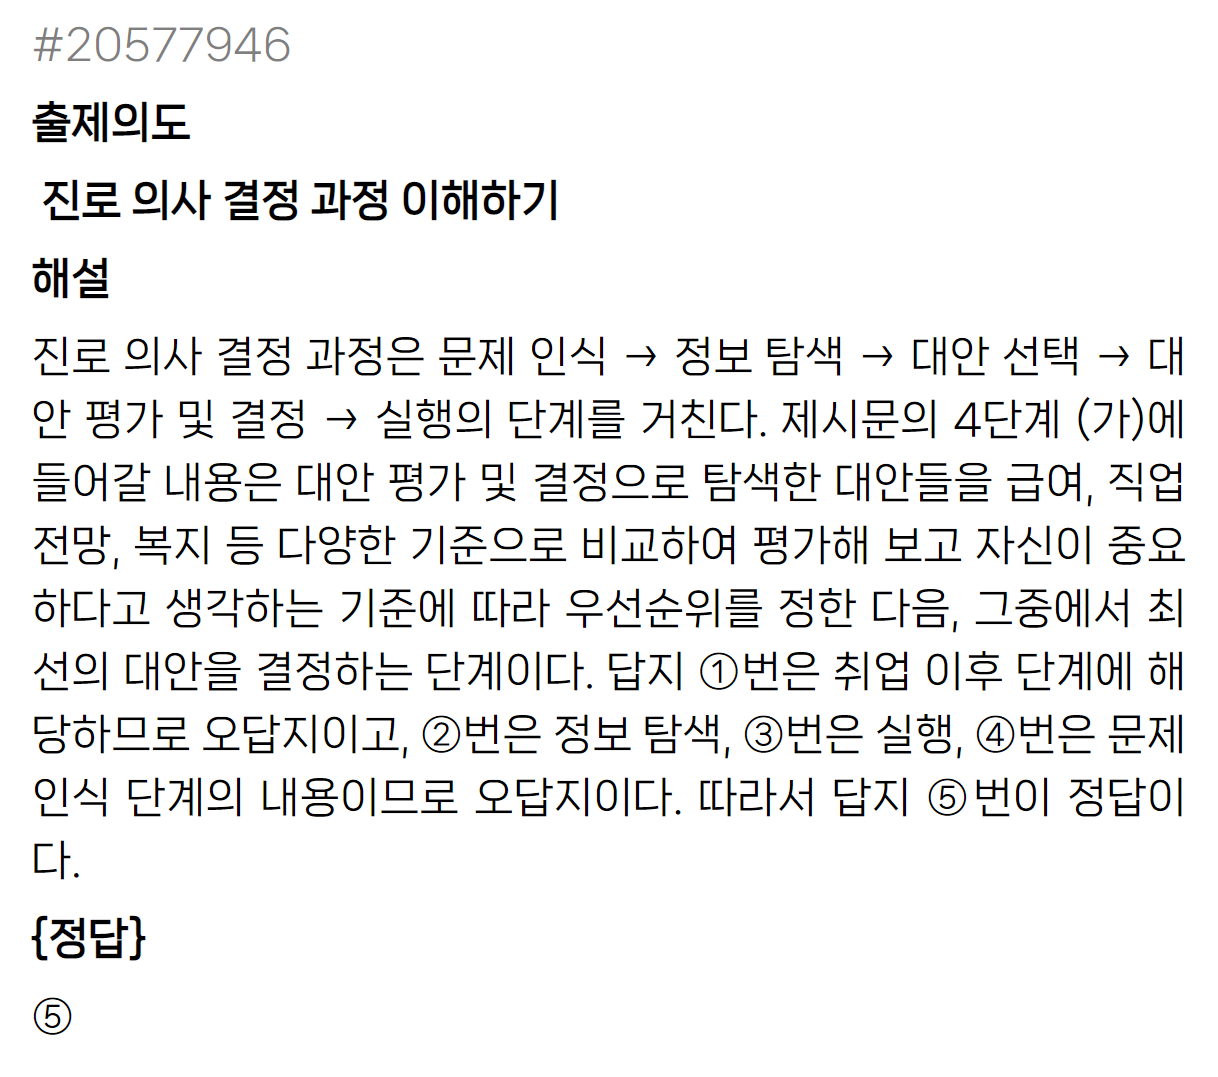 #20577946
출제의도
진로 의사 결정 과정 이해하기
해설
진로 의사 결정 과정은 문제 인식 → 정보 탐색 → 대안 선택 → 대
안 평가 및 결정 → 실행의 단계를 거친다. 제시문의 4단계 (가)에
들어갈 내용은 대안 평가 및 결정으로 탐색한 대안들을 급여, 직업
전망, 복지 등 다양한 기준으로 비교하여 평가해 보고 자신이 중요
하다고 생각하는 기준에 따라 우선순위를 정한 다음, 그중에서 최
선의 대안을 결정하는 단계이다. 답지 ①번은 취업 이후 단계에 해
당하므로 오답지이고, ②번은 정보 탐색, ③번은 실행, ④번은 문제
인식 단계의 내용이므로 오답지이다. 따라서 답지 ⑤번이 정답이
다.
{정답}
⑤